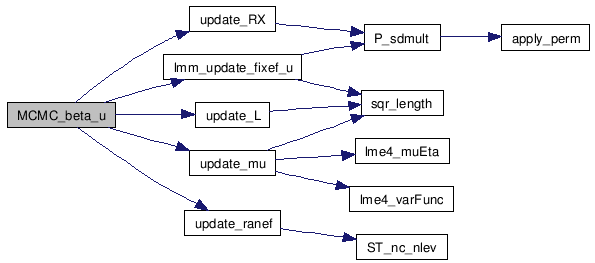 MCMC_beta_u
update_RX
lmm_update_fixef_u
update_L
update_mu
update_ranef
P_sdmult
sqr_length
lme4_muEta
lme4_varFunc
ST_nc_nlev
apply_perm